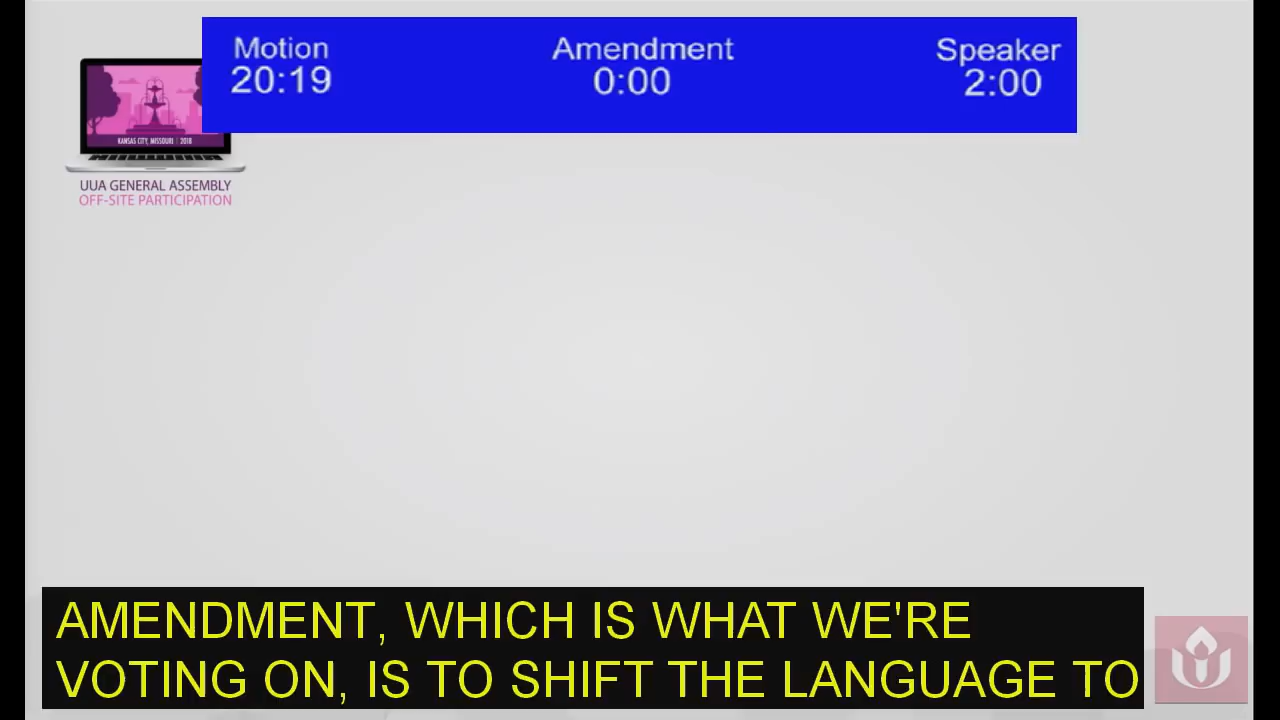 Motion
Amendment
Speaker
20:19
0:00
2:00
KANSAS CITY, MISSOURI | 2018
UUA GENERAL ASSEMBLY
OFF-SITE PARTICIPATION
AMENDMENT, WHICH IS WHAT WE'RE
VOTING ON, IS TO SHIFT THE LANGUAGE TO